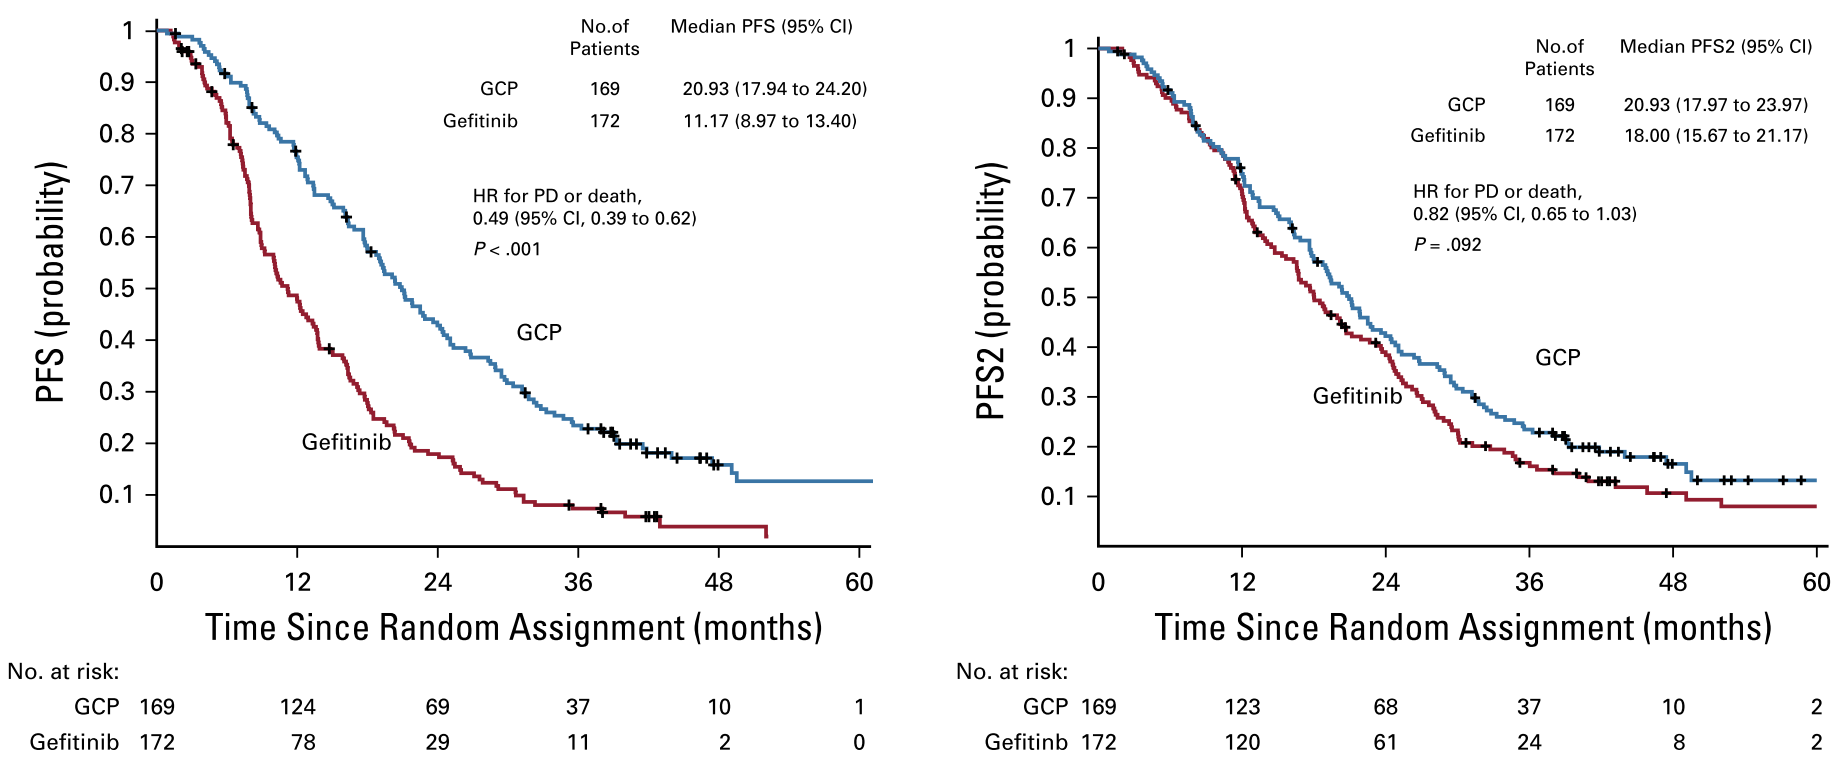 No.of Median PFS (95% CI)
Patients
GCP 169 20.93 (17.94 to 24.20)
Gefitinib 172 11.17 (8.97 to 13.40)
HR for PD or death,
0.49 (95% CI, 0.39 to 0.62)
P < .001
GCP
Gefitinib
PFS (probability)
1
0.9
0.8
0.7
0.6
0.5
0.4
0.3
0.2
0.1
0 12 24 36 48 60
Time Since Random Assignment (months)
No. at risk:
GCP 169 124 69 37 10 1
Gefitinib 172 78 29 11 2 0
No.of Median PFS2 (95% CI)
Patients
GCP 169 20.93 (17.97 to 23.97)
Gefitinib 172 18.00 (15.67 to 21.17)
HR for PD or death,
0.82 (95% CI, 0.65 to 1.03)
P = .092
GCP
Gefitinib
PFS2 (probability)
1
0.9
0.8
0.7
0.6
0.5
0.4
0.3
0.2
0.1
0 12 24 36 48 60
Time Since Random Assignment (months)
No. at risk:
GCP 169 123 68 37 10 2
Gefitinb 172 120 61 24 8 2